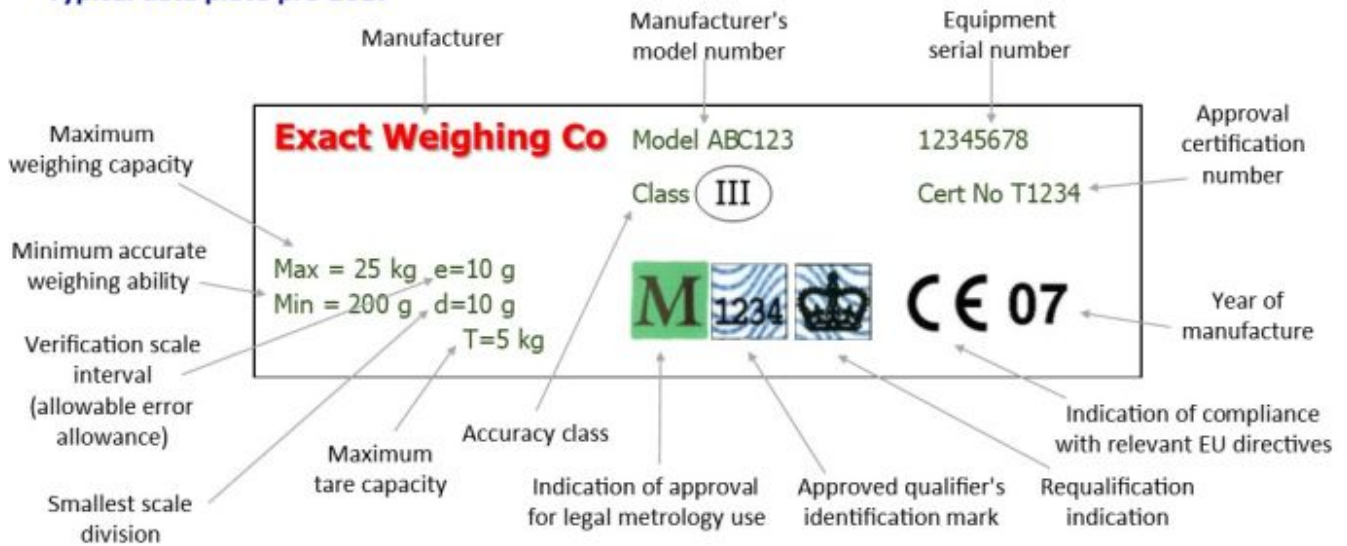 Manufacturer
Manufacturer's
model number
Equipment
serial number
Approval
certification
number
Maximum
weighing capacity
Exact Weighing Co
Model ABC123
12345678
Class III
Cert No T1234
Minimum accurate
weighing ability
Max = 25 kg e=10 g
Min = 200 g d=10 g
T=5 kg
M
1234
CE 07
Year of
manufacture
Verification scale
interval
(allowable error
allowance)
Accuracy class
Maximum
tare capacity
Smallest scale
division
Indication of approval
for legal metrology use
Approved qualifier's
identification mark
Requalification
indication
Indication of compliance
with relevant EU directives